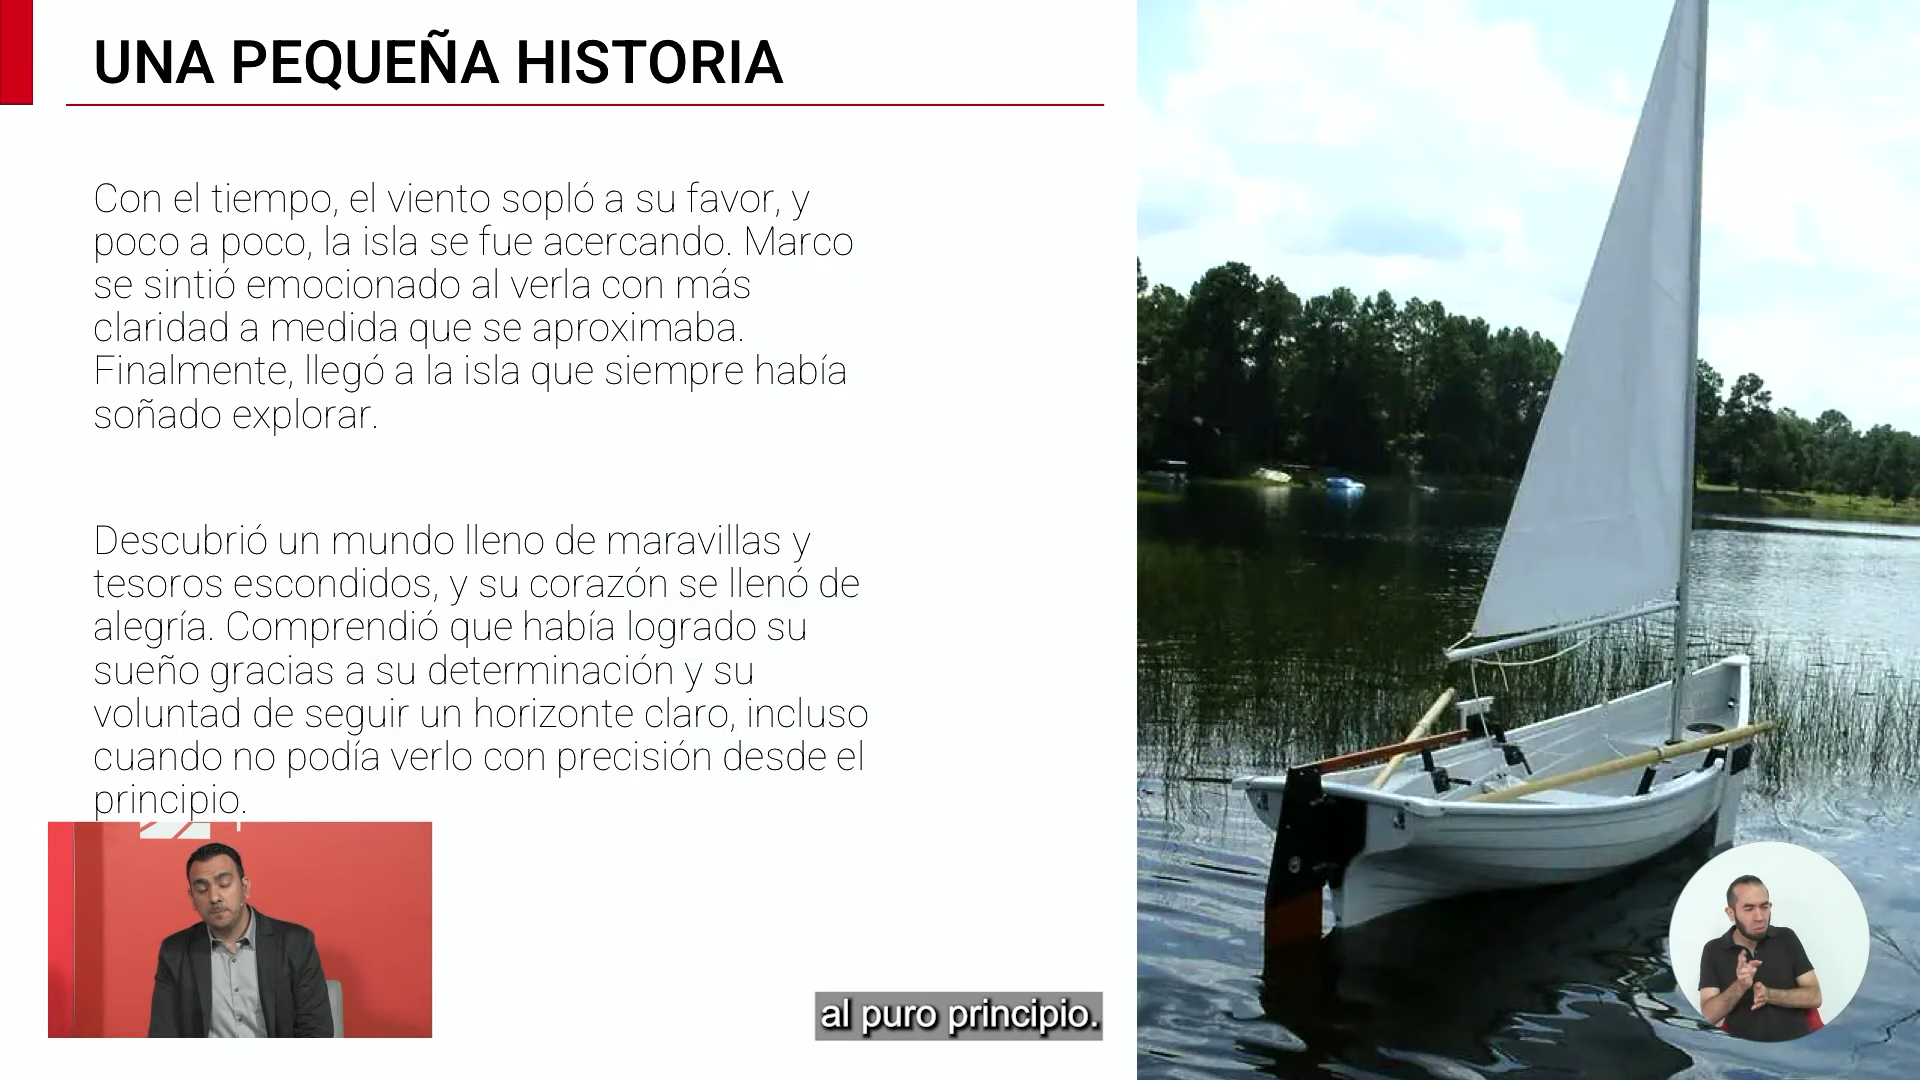 UNA PEQUEÑA HISTORIA
Con el tiempo, el viento sopló a su favor, y
poco a poco, la isla se fue acercando. Marco
se sintió emocionado al verla con más
claridad a medida que se aproximaba.
Finalmente, llegó a la isla que siempre había
soñado explorar.
Descubrió un mundo lleno de maravillas y
tesoros escondidos, y su corazón se llenó de
alegría. Comprendió que había logrado su
sueño gracias a su determinación y su
voluntad de seguir un horizonte claro, incluso
cuando no podía verlo con precisión desde el
principio.
al puro principio.